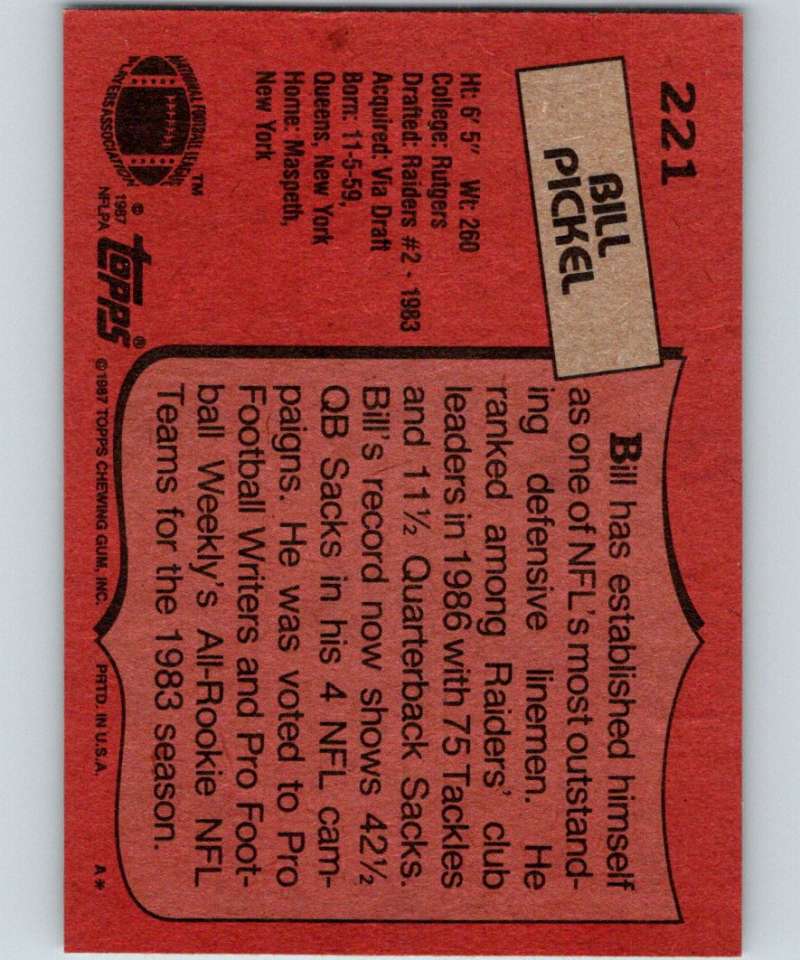 221
BILL
PICKEL
Ht: 6' 5" Wt: 260
College: Rutgers
Drafted: Raiders #2 - 1983
Acquired: Via Draft
Born: 11-5-59,
Queens, New York
Home: Maspeth,
New York
NATIONAL FOOTBALL LEAGUE
PLAYERS ASSOCIATION
™
© 1987
NFLPA
topps®
Bill has established himself
as one of NFL's most outstand-
ing defensive linemen. He
ranked among Raiders' club
leaders in 1986 with 75 Tackles
and 11½ Quarterback Sacks.
Bill's record now shows 42½
QB Sacks in his 4 NFL cam-
paigns. He was voted to Pro
Football Writers and Pro Foot-
ball Weekly's All-Rookie NFL
Teams for the 1983 season.
©1987 TOPPS CHEWING GUM, INC. PRTD. IN U.S.A. A*